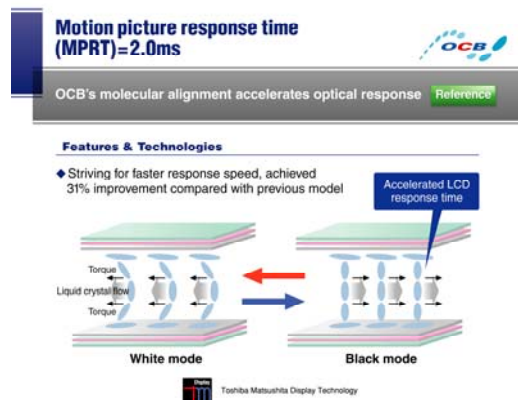 Motion picture response time
(MPRT)=2.0ms
OCB
OCB's molecular alignment accelerates optical response
Reference
Features & Technologies
◆ Striving for faster response speed, achieved
31% improvement compared with previous model
Accelerated LCD
response time
Torque
Liquid crystal flow
Torque
White mode
Black mode
Display
Toshiba Matsushita Display Technology